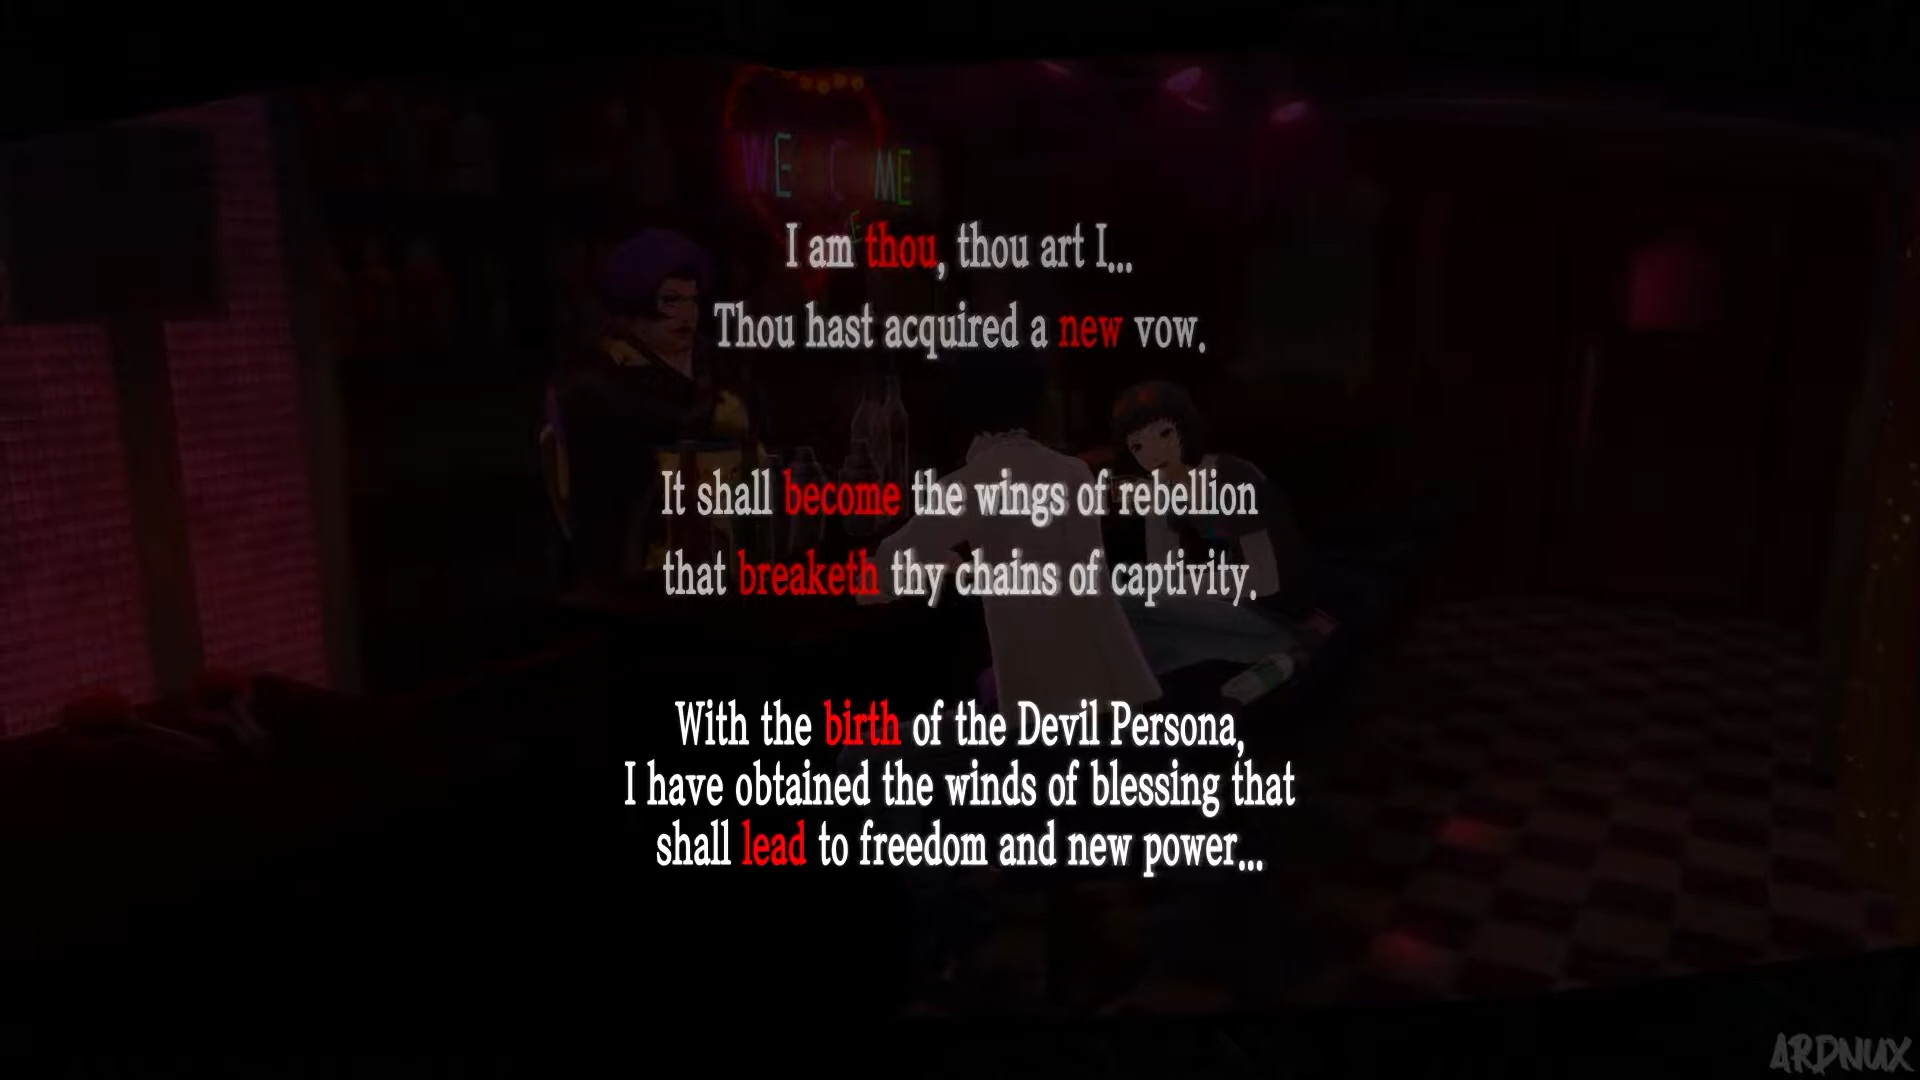 WE C ME
I am thou, thou art I...
Thou hast acquired a new vow.
It shall become the wings of rebellion
that breaketh thy chains of captivity.
With the birth of the Devil Persona,
I have obtained the winds of blessing that
shall lead to freedom and new power...
ARDNUX